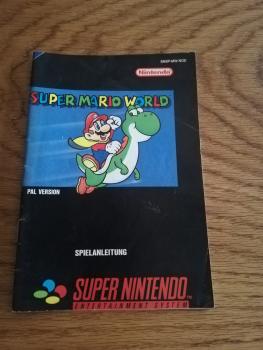 Nintendo
SUPER MARIO WORLD
PAL VERSION
SPIELANLEITUNG
SUPER NINTENDO
ENTERTAINMENT SYSTEM